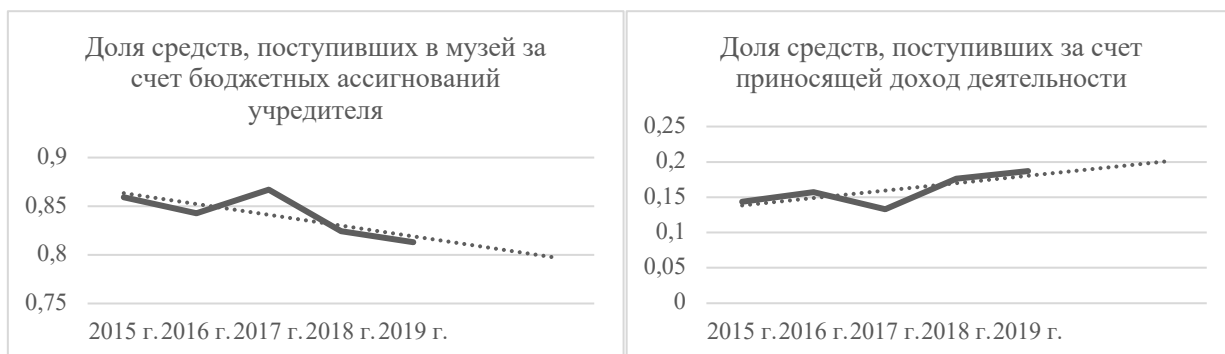 Доля средств, поступивших в музей за
счет бюджетных ассигнований
учредителя
0,9
0,85
0,8
0,75
2015 г.2016 г.2017 г.2018 г.2019 г.
Доля средств, поступивших за счет
приносящей доход деятельности
0,25
0,2
0,15
0,1
0,05
0
2015 г.2016 г.2017 г.2018 г.2019 г.